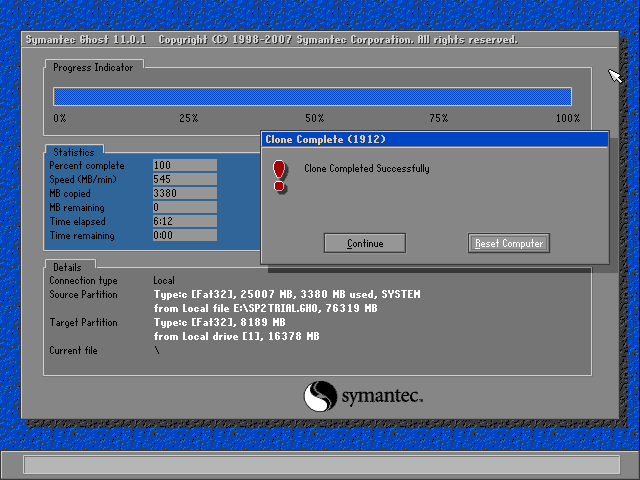 Symantec Ghost 11.0.1   Copyright (C) 1998-2007 Symantec Corporation. All rights reserved.
Progress Indicator
0% 25% 50% 75% 100%
Clone Complete (1912)
Clone Completed Successfully
Continue Reset Computer
Statistics
Percent complete 100
Speed (MB/min) 545
MB copied 3380
MB remaining 0
Time elapsed 6:12
Time remaining 0:00
Details
Connection type Local
Source Partition Type:c [Fat32], 25007 MB, 3380 MB used, SYSTEM
from Local file E:\SP2TRIAL.GHO, 76319 MB
Target Partition Type:c [Fat32], 8189 MB
from Local drive [1], 16378 MB
Current file \
symantec™